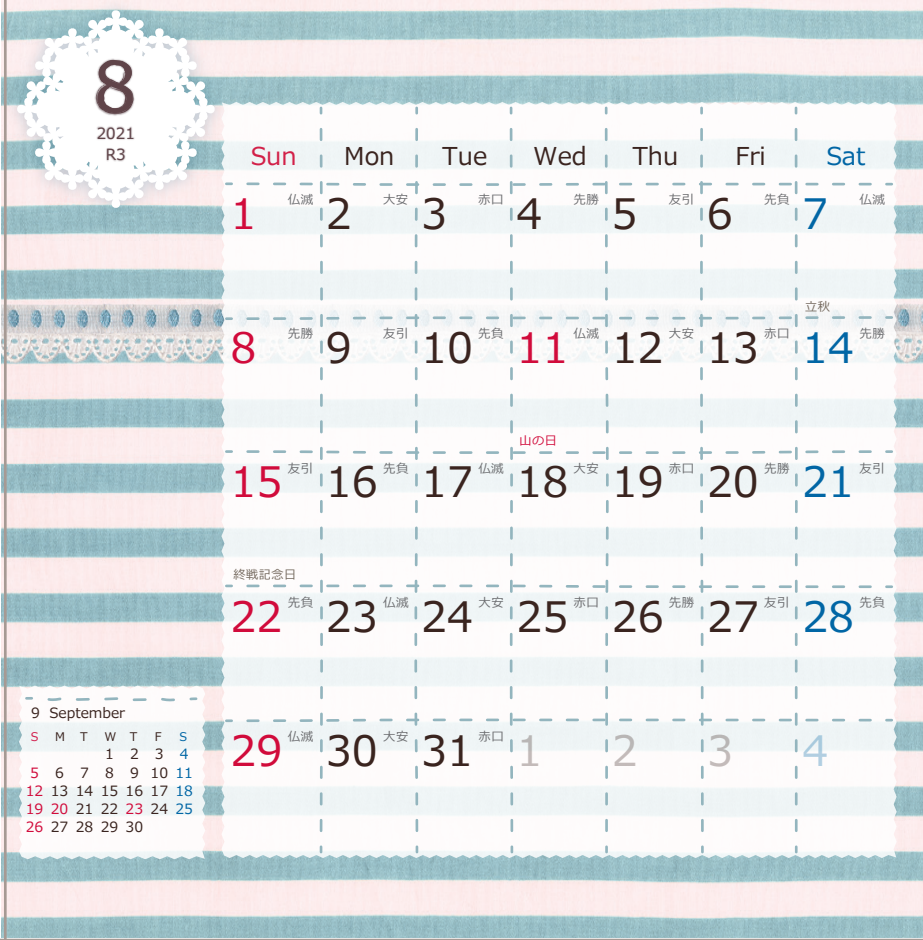 8
2021
R3
Sun Mon Tue Wed Thu Fri Sat
1 仏滅 2 大安 3 赤口 4 先勝 5 友引 6 先負 7 仏滅
立秋
8 先勝 9 友引 10 先負 11 仏滅 12 大安 13 赤口 14 先勝
山の日
15 友引 16 先負 17 仏滅 18 大安 19 赤口 20 先勝 21 友引
終戦記念日
22 先負 23 仏滅 24 大安 25 赤口 26 先勝 27 友引 28 先負
29 仏滅 30 大安 31 赤口 1 2 3 4
9 September
S M T W T F S
1 2 3 4
5 6 7 8 9 10 11
12 13 14 15 16 17 18
19 20 21 22 23 24 25
26 27 28 29 30